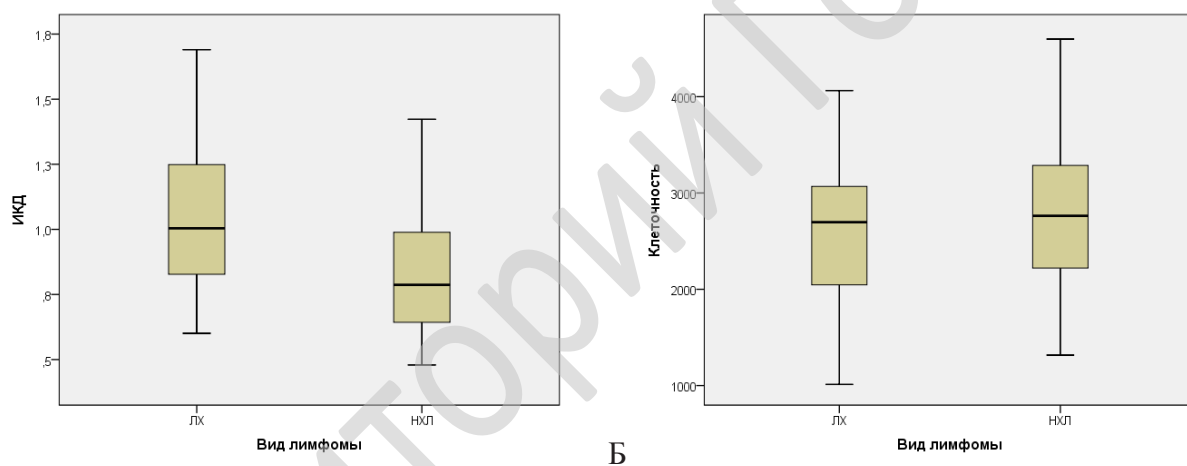 1,8
1,5
1,3
1,0
,8
,5
ИКД
ЛХ НХЛ
Вид лимфомы
Б
4000
3000
2000
1000
Клеточность
ЛХ НХЛ
Вид лимфомы